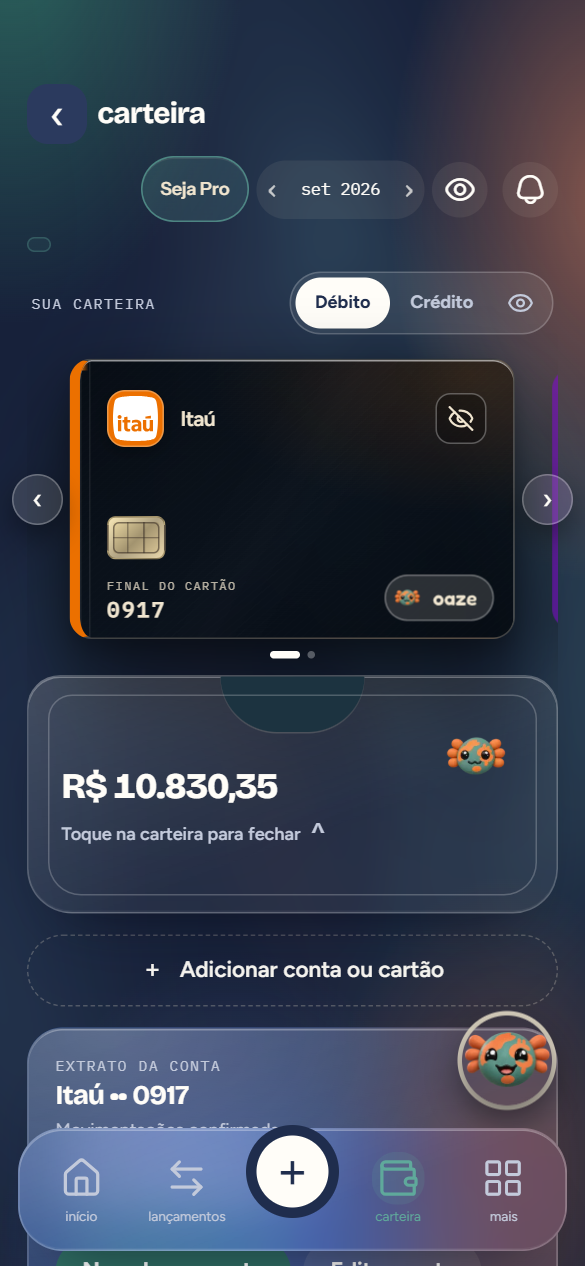 carteira
Seja Pro
set 2026
SUA CARTEIRA
Débito
Crédito
itaú
Itaú
FINAL DO CARTÃO
0917
oaze
R$ 10.830,35
Toque na carteira para fechar ^
+ Adicionar conta ou cartão
EXTRATO DA CONTA
Itaú •• 0917
início
lançamentos
+
carteira
mais